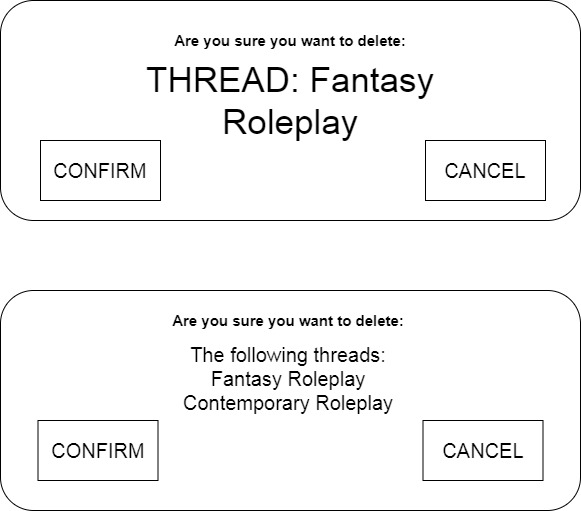 Are you sure you want to delete:
THREAD: Fantasy
Roleplay
CONFIRM
CANCEL
Are you sure you want to delete:
The following threads:
Fantasy Roleplay
Contemporary Roleplay
CONFIRM
CANCEL